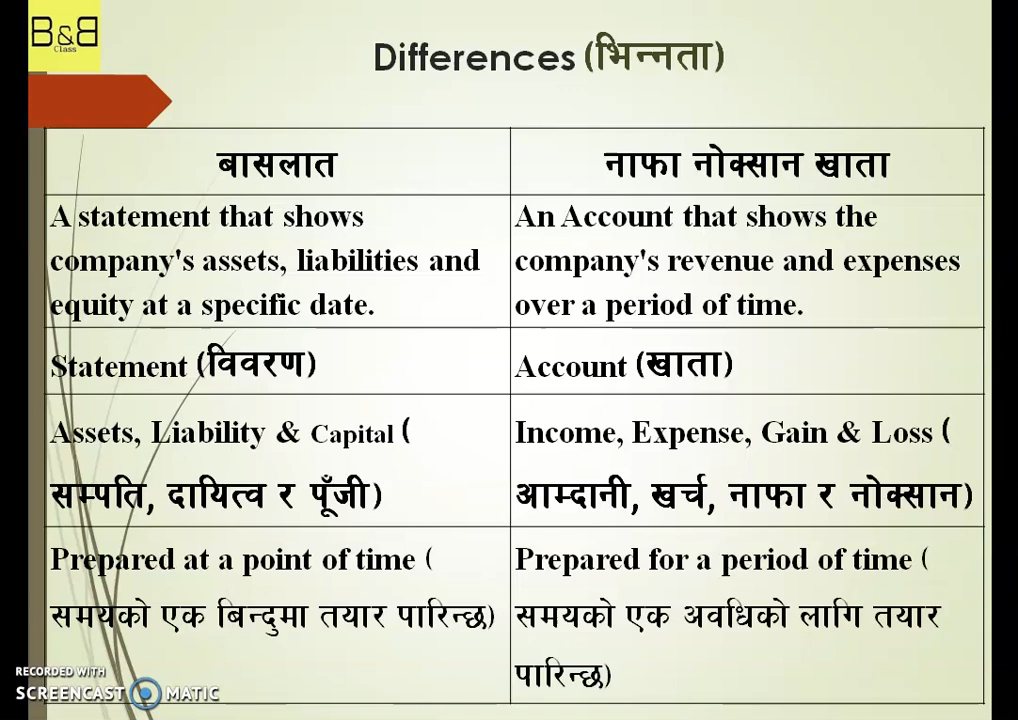 B&B
Class
Differences (भिन्नता)
बासलात
नाफा नोक्सान खाता
A statement that shows
company's assets, liabilities and
equity at a specific date.
An Account that shows the
company's revenue and expenses
over a period of time.
Statement (विवरण)
Account (खाता)
Assets, Liability & Capital (
सम्पति, दायित्व र पूँजी)
Income, Expense, Gain & Loss (
आम्दानी, खर्च, नाफा र नोक्सान)
Prepared at a point of time (
समयको एक बिन्दुमा तयार पारिन्छ)
Prepared for a period of time (
समयको एक अवधिको लागि तयार
पारिन्छ)
RECORDED WITH
SCREENCAST MATIC